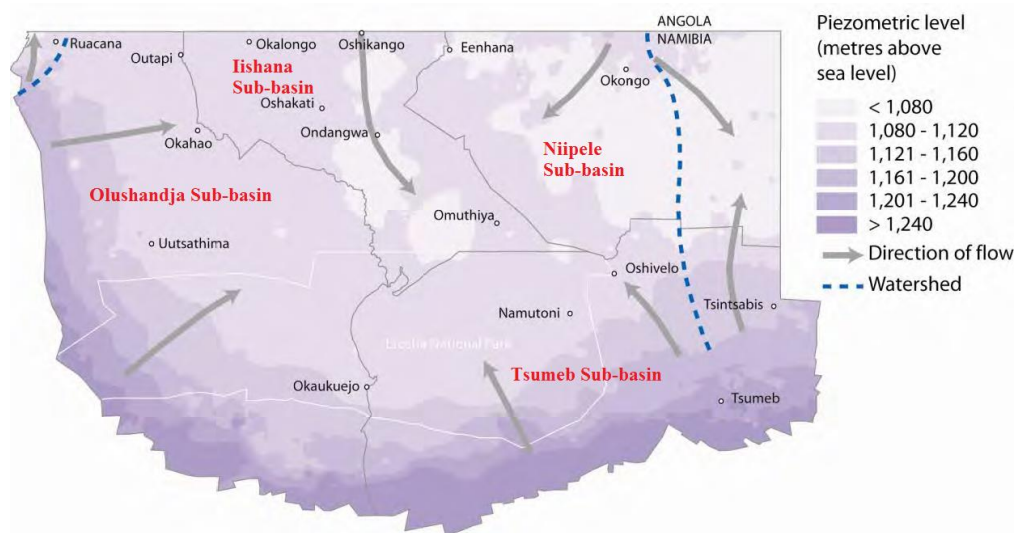 ANGOLA
NAMIBIA
Ruacana
Outapi
Okalongo
Oshikango
Eenhana
Okongo
Iishana
Sub-basin
Oshakati
Ondangwa
Okahao
Niipele
Sub-basin
Olushandja Sub-basin
Omuthiya
Uutsathima
Oshivelo
Tsintsabis
Namutoni
Etosha National Park
Tsumeb Sub-basin
Okaukuejo
Tsumeb
Piezometric level
(metres above
sea level)
< 1,080
1,080 - 1,120
1,121 - 1,160
1,161 - 1,200
1,201 - 1,240
> 1,240
Direction of flow
Watershed